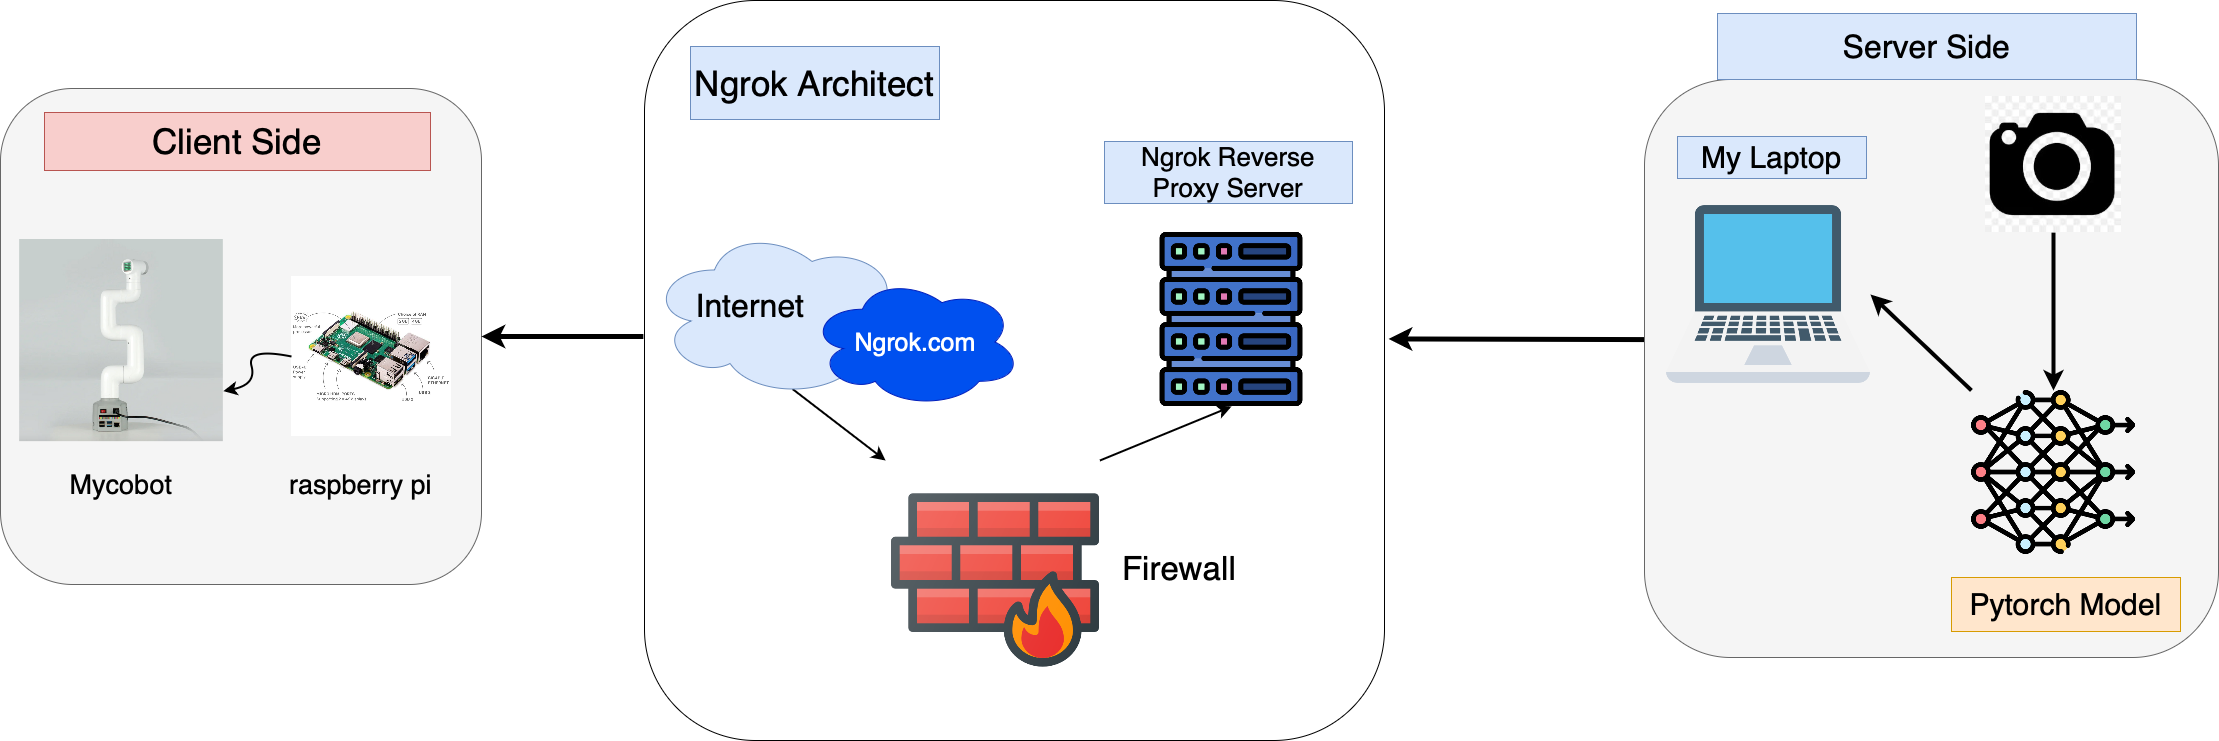 Client Side
Mycobot
raspberry pi
Ngrok Architect
Ngrok Reverse
Proxy Server
Internet
Ngrok.com
Firewall
Server Side
My Laptop
Pytorch Model